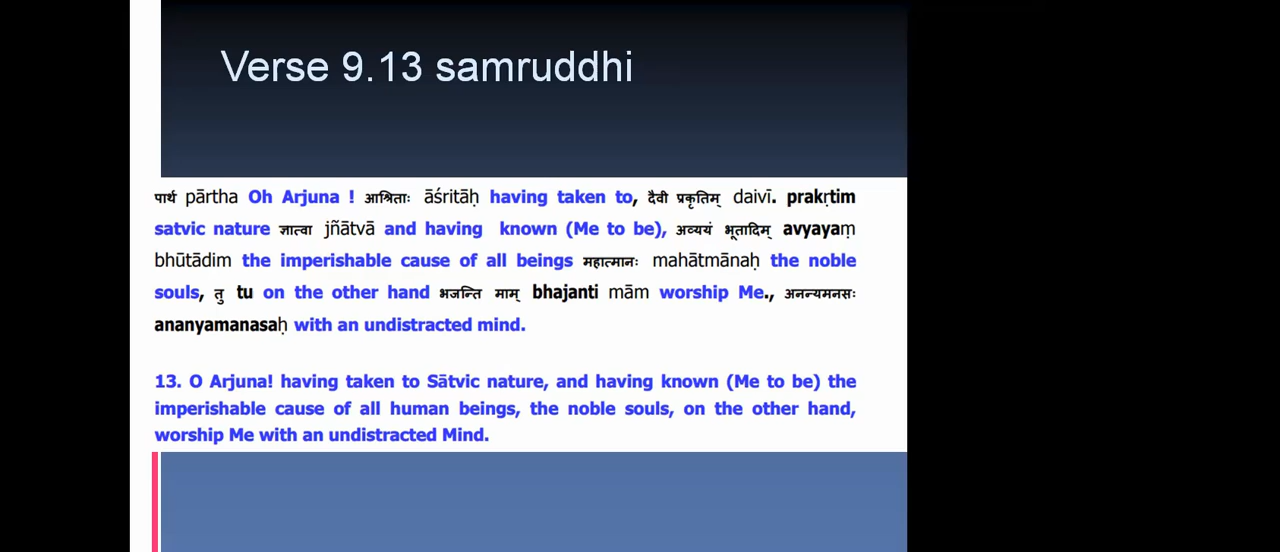 Verse 9.13 samruddhi
पार्थ pārtha Oh Arjuna ! आश्रिताः āśritāḥ having taken to, दैवी प्रकृतिम् daivī. prakṛtim
satvic nature ज्ञात्वा jñātvā and having known (Me to be), अव्ययं भूतादिम् avyayaṃ
bhūtādim the imperishable cause of all beings महात्मानः mahātmānaḥ the noble
souls, तु tu on the other hand भजन्ति माम् bhajanti mām worship Me., अनन्यमनसः
ananyamanasaḥ with an undistracted mind.
13. O Arjuna! having taken to Sātvic nature, and having known (Me to be) the
imperishable cause of all human beings, the noble souls, on the other hand,
worship Me with an undistracted Mind.